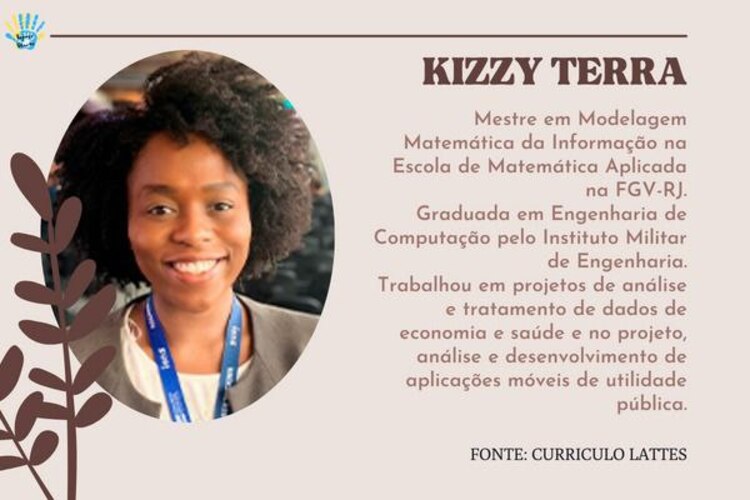 KIZZY TERRA
Mestre em Modelagem
Matemática da Informação na
Escola de Matemática Aplicada
na FGV-RJ.
Graduada em Engenharia de
Computação pelo Instituto Militar
de Engenharia.
Trabalhou em projetos de análise
e tratamento de dados de
economia e saúde e no projeto,
análise e desenvolvimento de
aplicações móveis de utilidade
pública.
FONTE: CURRICULO LATTES